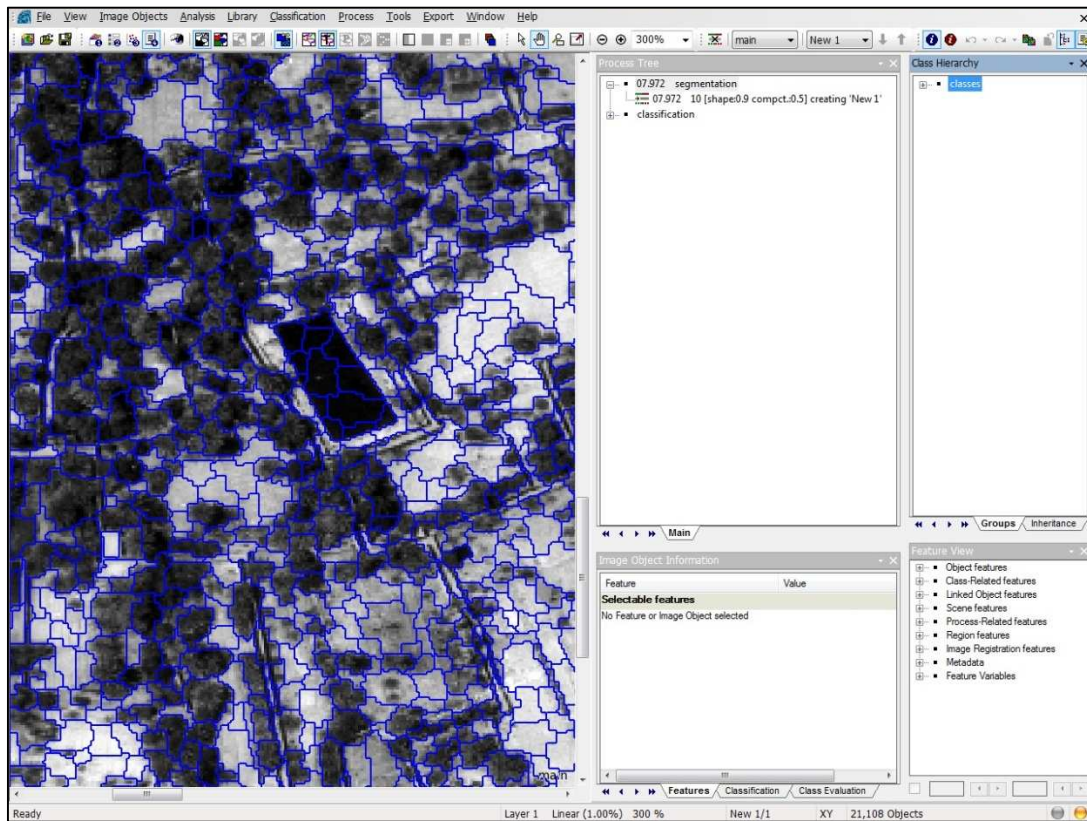 File View Image Objects Analysis Library Classification Process Tools Export Window Help
300% main New 1
Process Tree
07.972 segmentation
07.972 10 [shape:0.9 compct.:0.5] creating 'New 1'
classification
Main
Class Hierarchy
classes
Groups Inheritance
Image Object Information
Feature Value
Selectable features
No Feature or Image Object selected
Features Classification Class Evaluation
Feature View
Object features
Class-Related features
Linked Object features
Scene features
Process-Related features
Region features
Image Registration features
Metadata
Feature Variables
main
Ready Layer 1 Linear (1.00%) 300 % New 1/1 XY 21,108 Objects